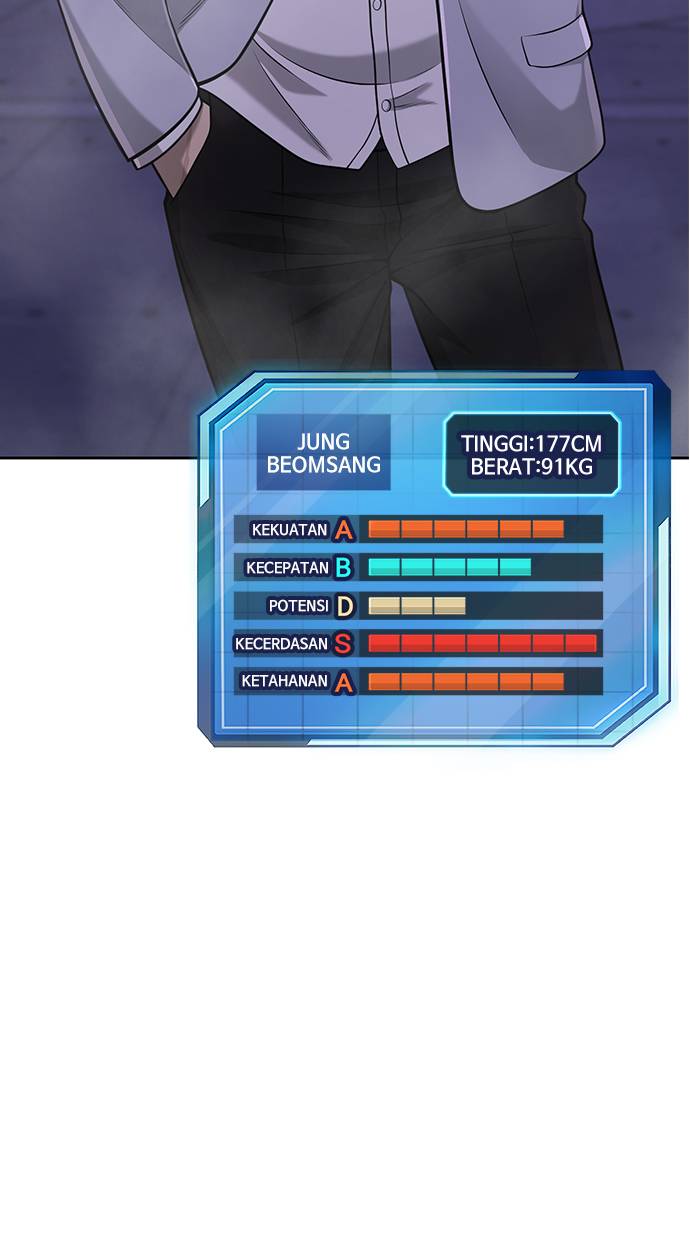 JUNG
BEOMSANG
TINGGI:177CM
BERAT:91KG
KEKUATAN A
KECEPATAN B
POTENSI D
KECERDASAN S
KETAHANAN A